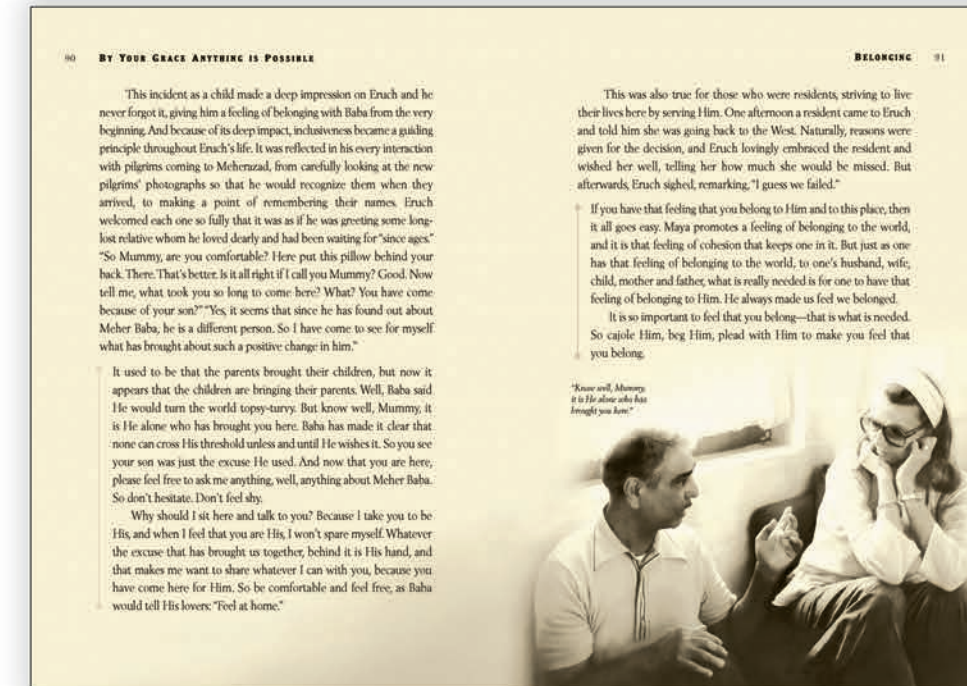 90 BY YOUR GRACE ANYTHING IS POSSIBLE
This incident as a child made a deep impression on Eruch and he
never forgot it, giving him a feeling of belonging with Baba from the very
beginning. And because of its deep impact, inclusiveness became a guiding
principle throughout Eruch's life. It was reflected in his every interaction
with pilgrims coming to Meherazad, from carefully looking at the new
pilgrims' photographs so that he would recognize them when they
arrived, to making a point of remembering their names. Eruch
welcomed each one so fully that it was as if he was greeting some long-
lost relative whom he loved dearly and had been waiting for "since ages."
"So Mummy, are you comfortable? Here put this pillow behind your
back. There. That's better. Is it all right if I call you Mummy? Good. Now
tell me, what took you so long to come here? What? You have come
because of your son?" "Yes, it seems that since he has found out about
Meher Baba, he is a different person. So I have come to see for myself
what has brought about such a positive change in him."
It used to be that the parents brought their children, but now it
appears that the children are bringing their parents. Well, Baba said
He would turn the world topsy-turvy. But know well, Mummy, it
is He alone who has brought you here. Baba has made it clear that
none can cross His threshold unless and until He wishes it. So you see
your son was just the excuse He used. And now that you are here,
please feel free to ask me anything, well, anything about Meher Baba.
So don't hesitate. Don't feel shy.
Why should I sit here and talk to you? Because I take you to be
His, and when I feel that you are His, I won't spare myself. Whatever
the excuse that has brought us together, behind it is His hand, and
that makes me want to share whatever I can with you, because you
have come here for Him. So be comfortable and feel free, as Baba
would tell His lovers: "Feel at home."
BELONGING 91
This was also true for those who were residents, striving to live
their lives here by serving Him. One afternoon a resident came to Eruch
and told him she was going back to the West. Naturally, reasons were
given for the decision, and Eruch lovingly embraced the resident and
wished her well, telling her how much she would be missed. But
afterwards, Eruch sighed, remarking, "I guess we failed."
If you have that feeling that you belong to Him and to this place, then
it all goes easy. Maya promotes a feeling of belonging to the world,
and it is that feeling of cohesion that keeps one in it. But just as one
has that feeling of belonging to the world, to one's husband, wife,
child, mother and father, what is really needed is for one to have that
feeling of belonging to Him. He always made us feel we belonged.
It is so important to feel that you belong—that is what is needed.
So cajole Him, beg Him, plead with Him to make you feel that
you belong.
"Know well, Mummy,
it is He alone who has
brought you here."